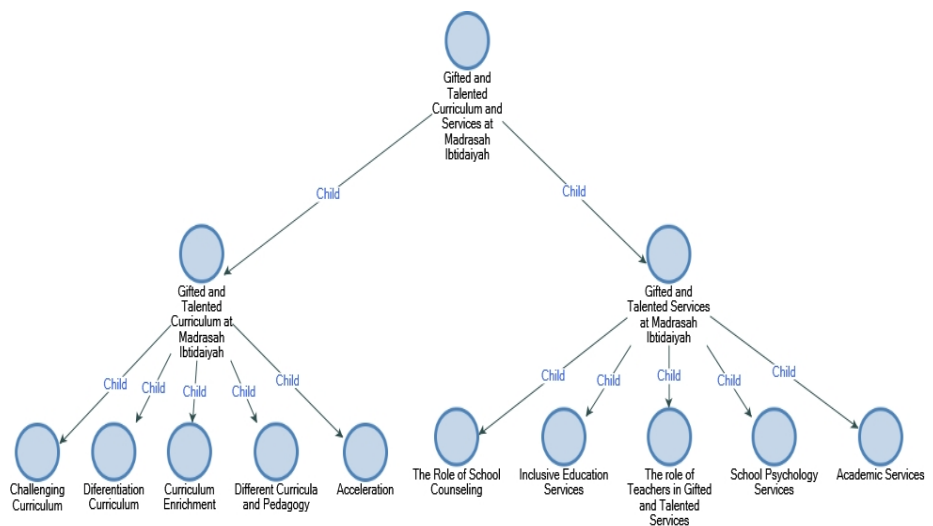 Gifted and
Talented
Curriculum and
Services at
Madrasah
Ibtidaiyah
Child
Child
Gifted and
Talented
Curriculum at
Madrasah
Ibtidaiyah
Gifted and
Talented Services
at Madrasah
Ibtidaiyah
Child
Child
Child
Child
Child
Child
Child
Child
Child
Child
Challenging
Curriculum
Diferentiation
Curriculum
Curriculum
Enrichment
Different Curricula
and Pedagogy
Acceleration
The Role of School
Counseling
Inclusive Education
Services
The role of
Teachers in Gifted
and Talented
Services
School Psychology
Services
Academic Services